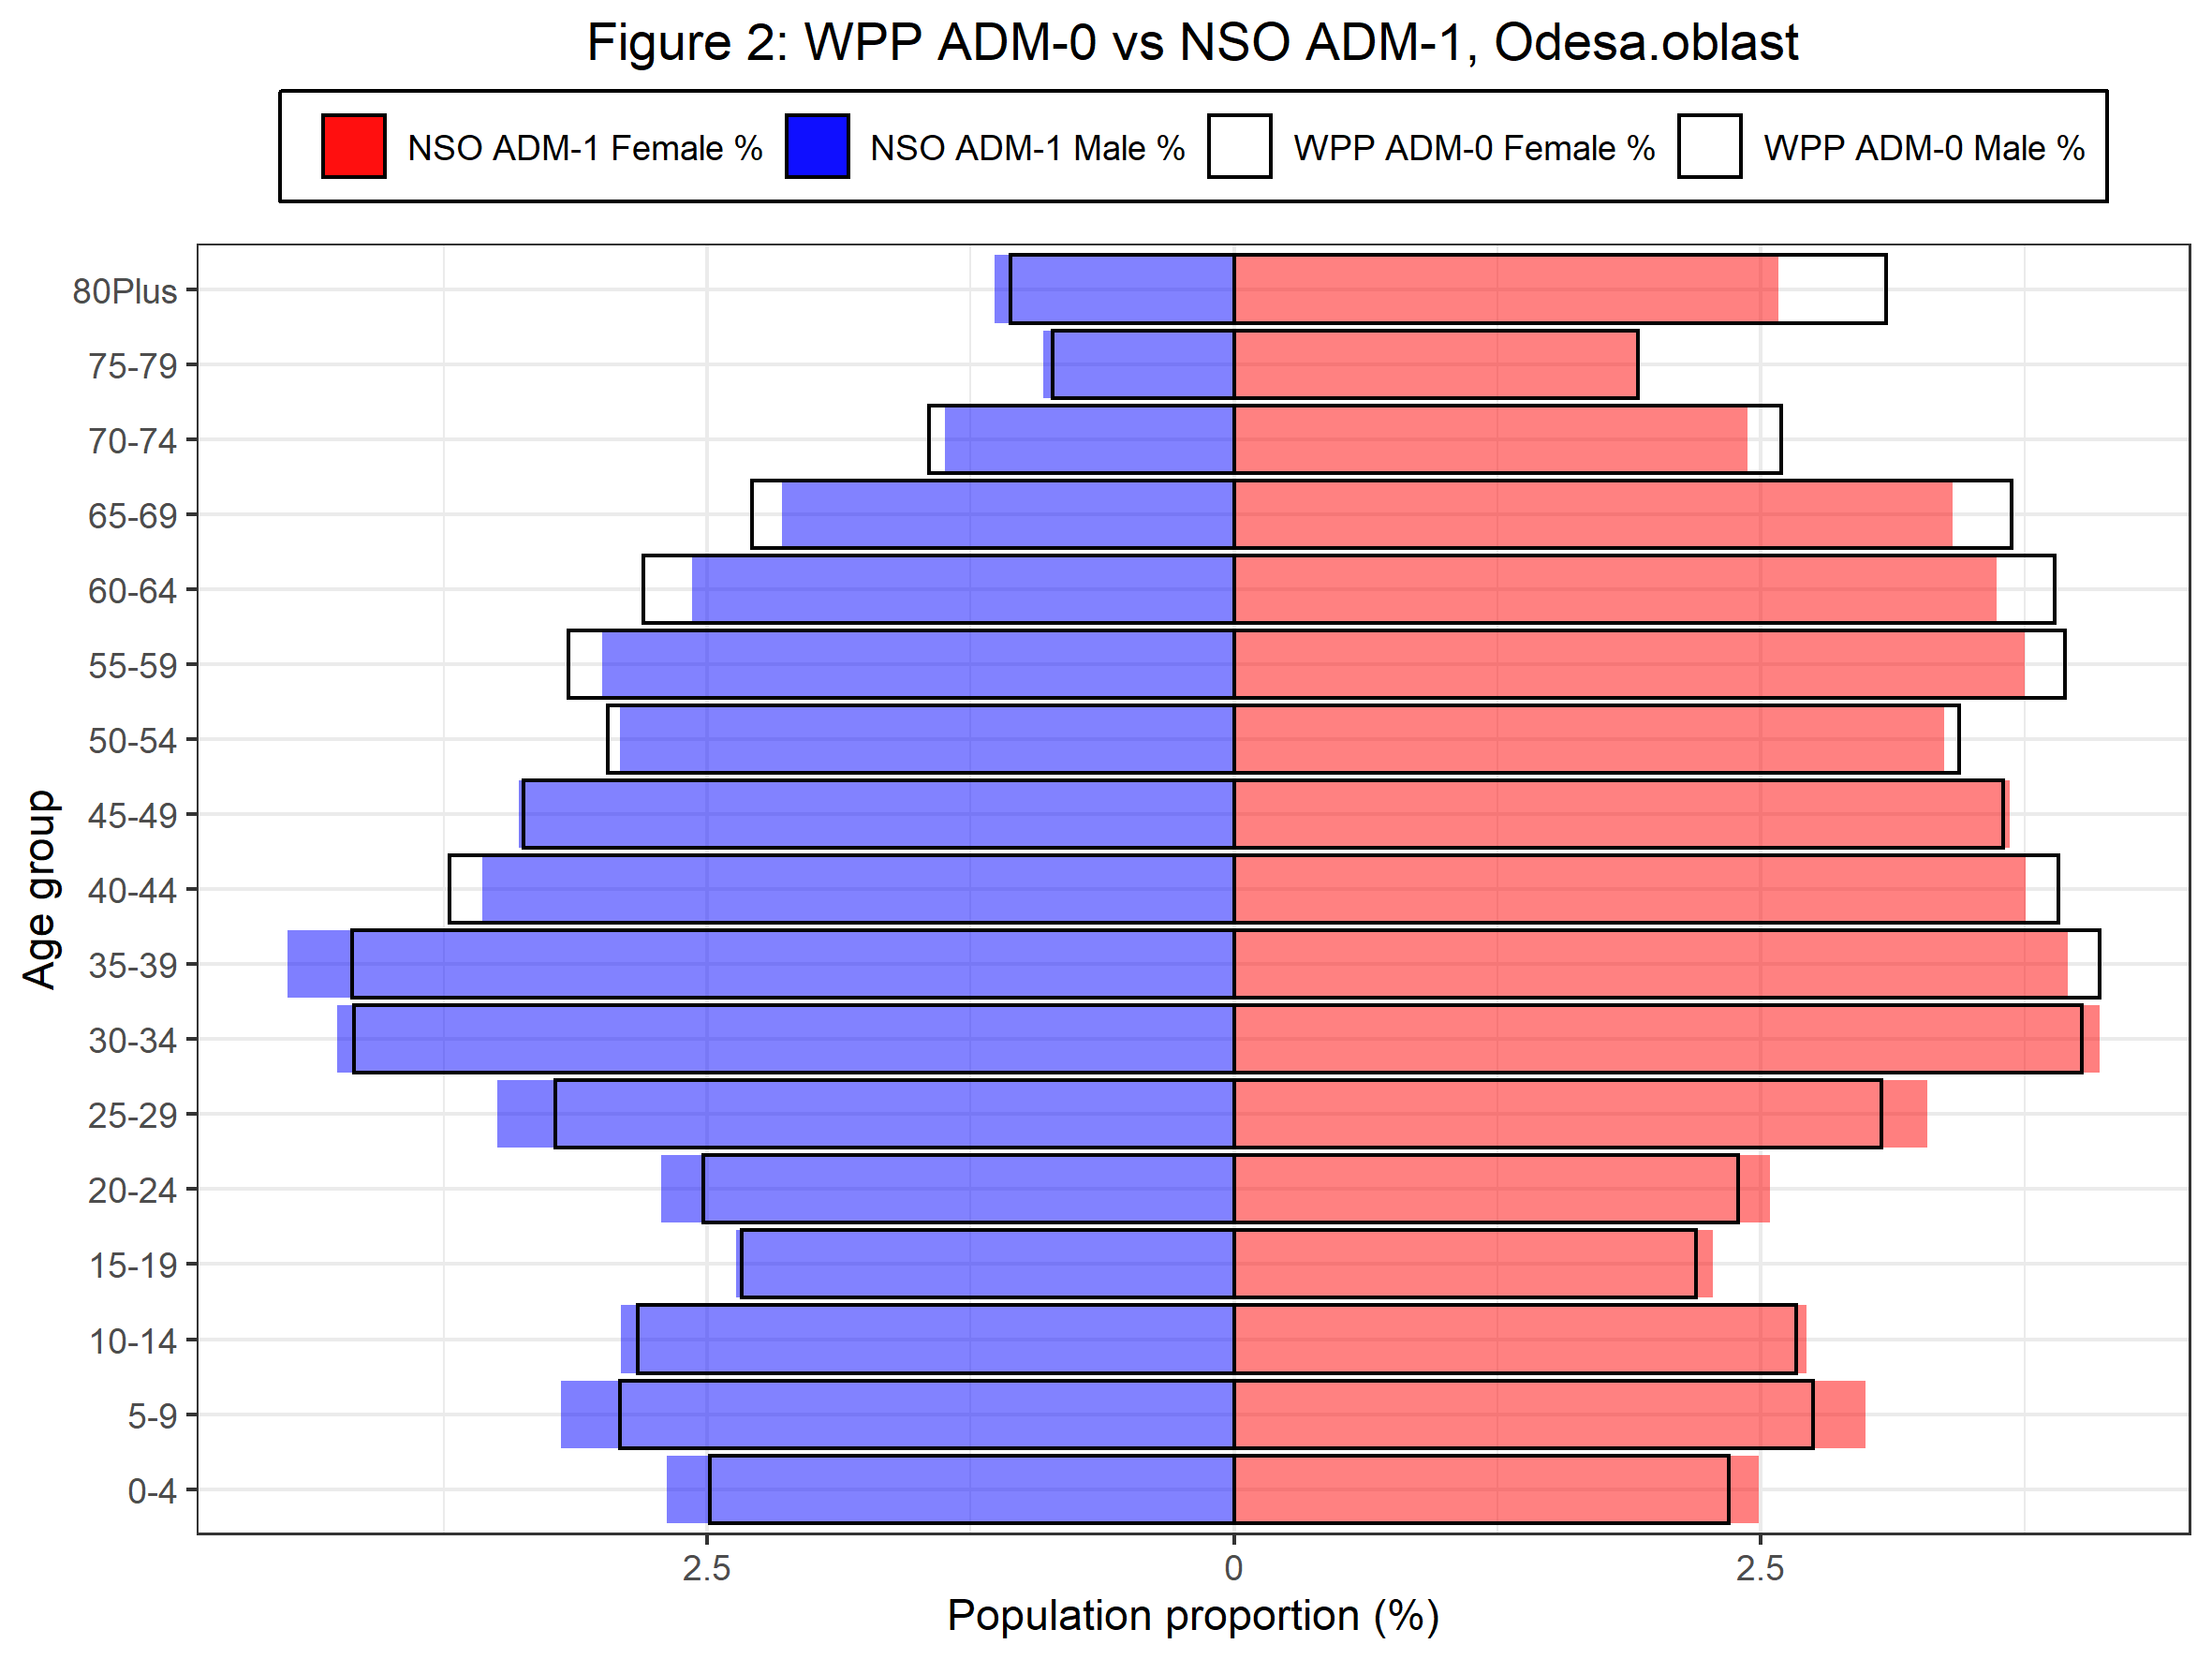 Figure 2: WPP ADM-0 vs NSO ADM-1, Odesa.oblast
NSO ADM-1 Female % NSO ADM-1 Male % WPP ADM-0 Female % WPP ADM-0 Male %
Age group
80Plus
75-79
70-74
65-69
60-64
55-59
50-54
45-49
40-44
35-39
30-34
25-29
20-24
15-19
10-14
5-9
0-4
2.5 0 2.5
Population proportion (%)